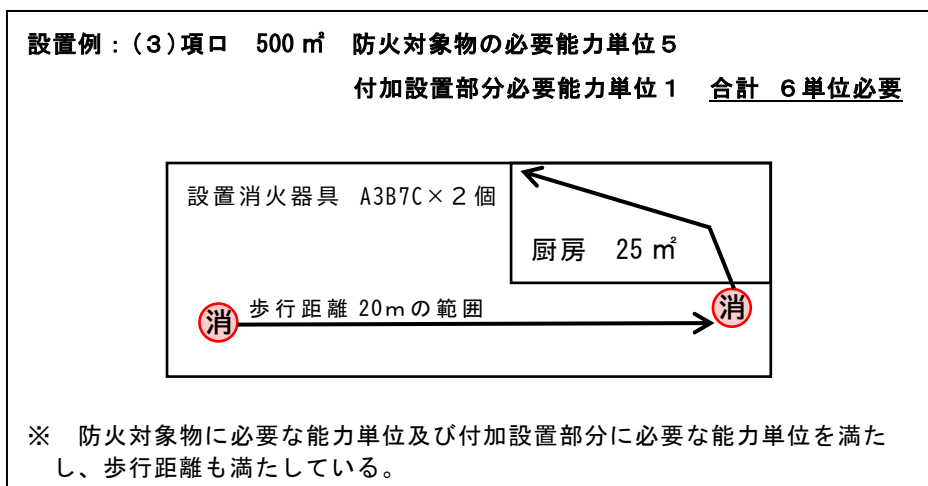 設置例：(３)項ロ　500㎡　防火対象物の必要能力単位５
付加設置部分必要能力単位１　合計　６単位必要
設置消火器具　A3B7C×２個
厨房　25㎡
消　歩行距離20mの範囲　消
※　防火対象物に必要な能力単位及び付加設置部分に必要な能力単位を満た
し、歩行距離も満たしている。